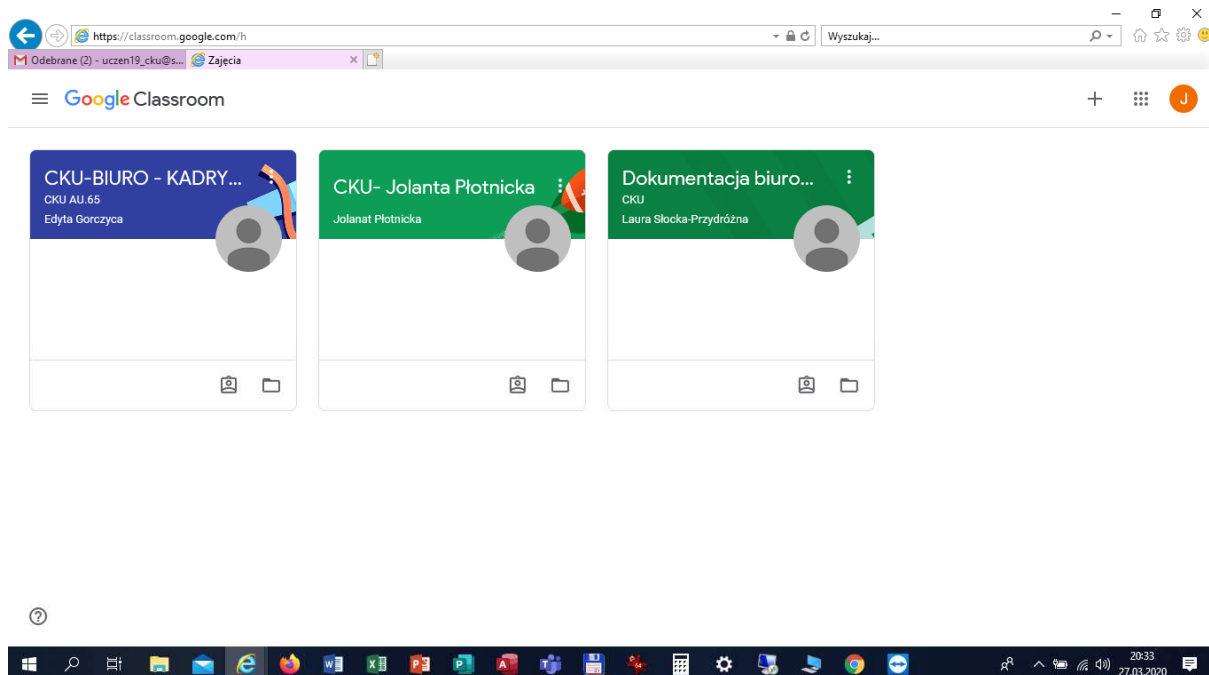 https://classroom.google.com/h
Wyszukaj...
Odebrane (2) - uczen19_cku@s...
Zajęcia
Google Classroom
J
CKU-BIURO - KADRY...
CKU AU.65
Edyta Gorczyca
CKU- Jolanta Płotnicka
Jolanat Płotnicka
Dokumentacja biuro...
CKU
Laura Słocka-Przydróżna
20:33
27.03.2020